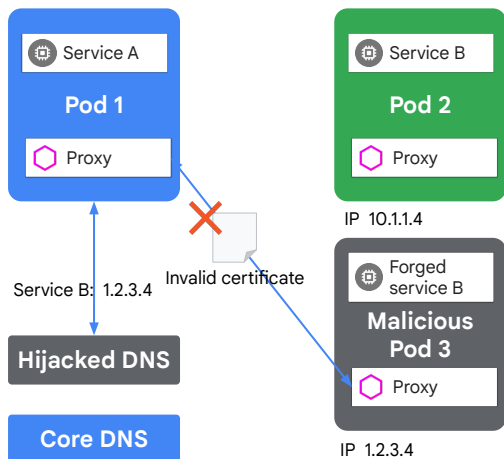 Service A
Pod 1
Proxy
Service B
Pod 2
Proxy
IP 10.1.1.4
Invalid certificate
Service B: 1.2.3.4
Forged
service B
Malicious
Pod 3
Proxy
Hijacked DNS
Core DNS
IP 1.2.3.4